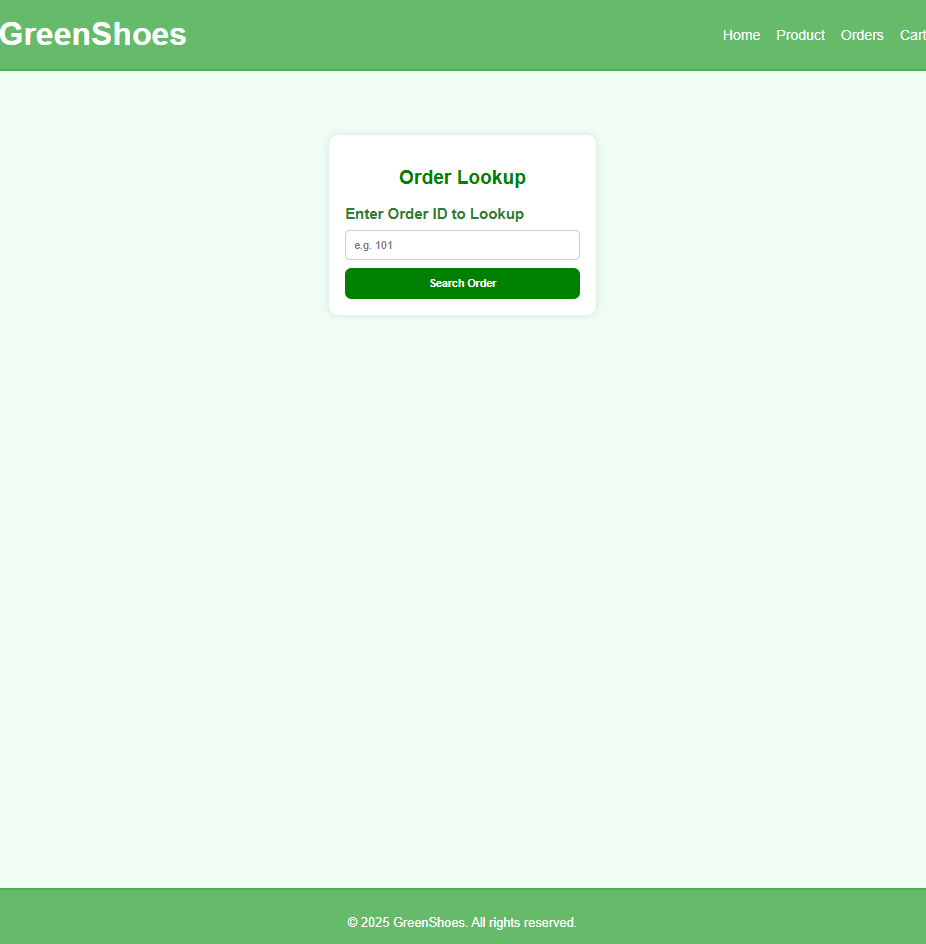 GreenShoes
Home Product Orders Cart
Order Lookup
Enter Order ID to Lookup
e.g. 101
Search Order
© 2025 GreenShoes. All rights reserved.